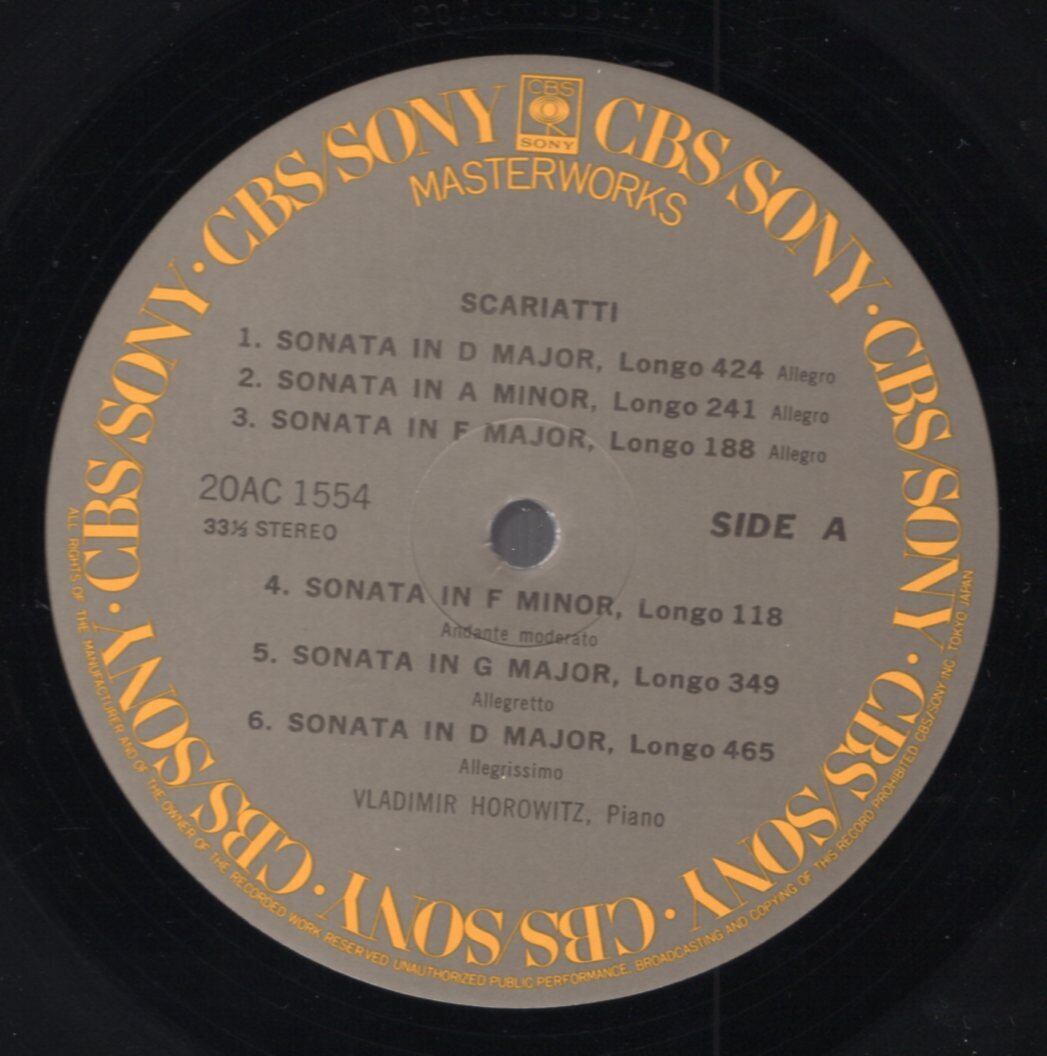 CBS
SONY
CBS/SONY · CBS/SONY · CBS/SONY · CBS/SONY · CBS/SONY · CBS/SONY · CBS/SONY · CBS/SONY
MASTERWORKS
SCARIATTI
1. SONATA IN D MAJOR, Longo 424 Allegro
2. SONATA IN A MINOR, Longo 241 Allegro
3. SONATA IN F MAJOR, Longo 188 Allegro
20AC 1554
33⅓ STEREO
SIDE A
4. SONATA IN F MINOR, Longo 118
Andante moderato
5. SONATA IN G MAJOR, Longo 349
Allegretto
6. SONATA IN D MAJOR, Longo 465
Allegrissimo
VLADIMIR HOROWITZ, Piano
ALL RIGHTS OF THE MANUFACTURER AND OF THE OWNER OF THE RECORDED WORK RESERVED UNAUTHORIZED PUBLIC PERFORMANCE. BROADCASTING AND COPYING OF THIS RECORD PROHIBITED CBS/SONY INC. TOKYO JAPAN